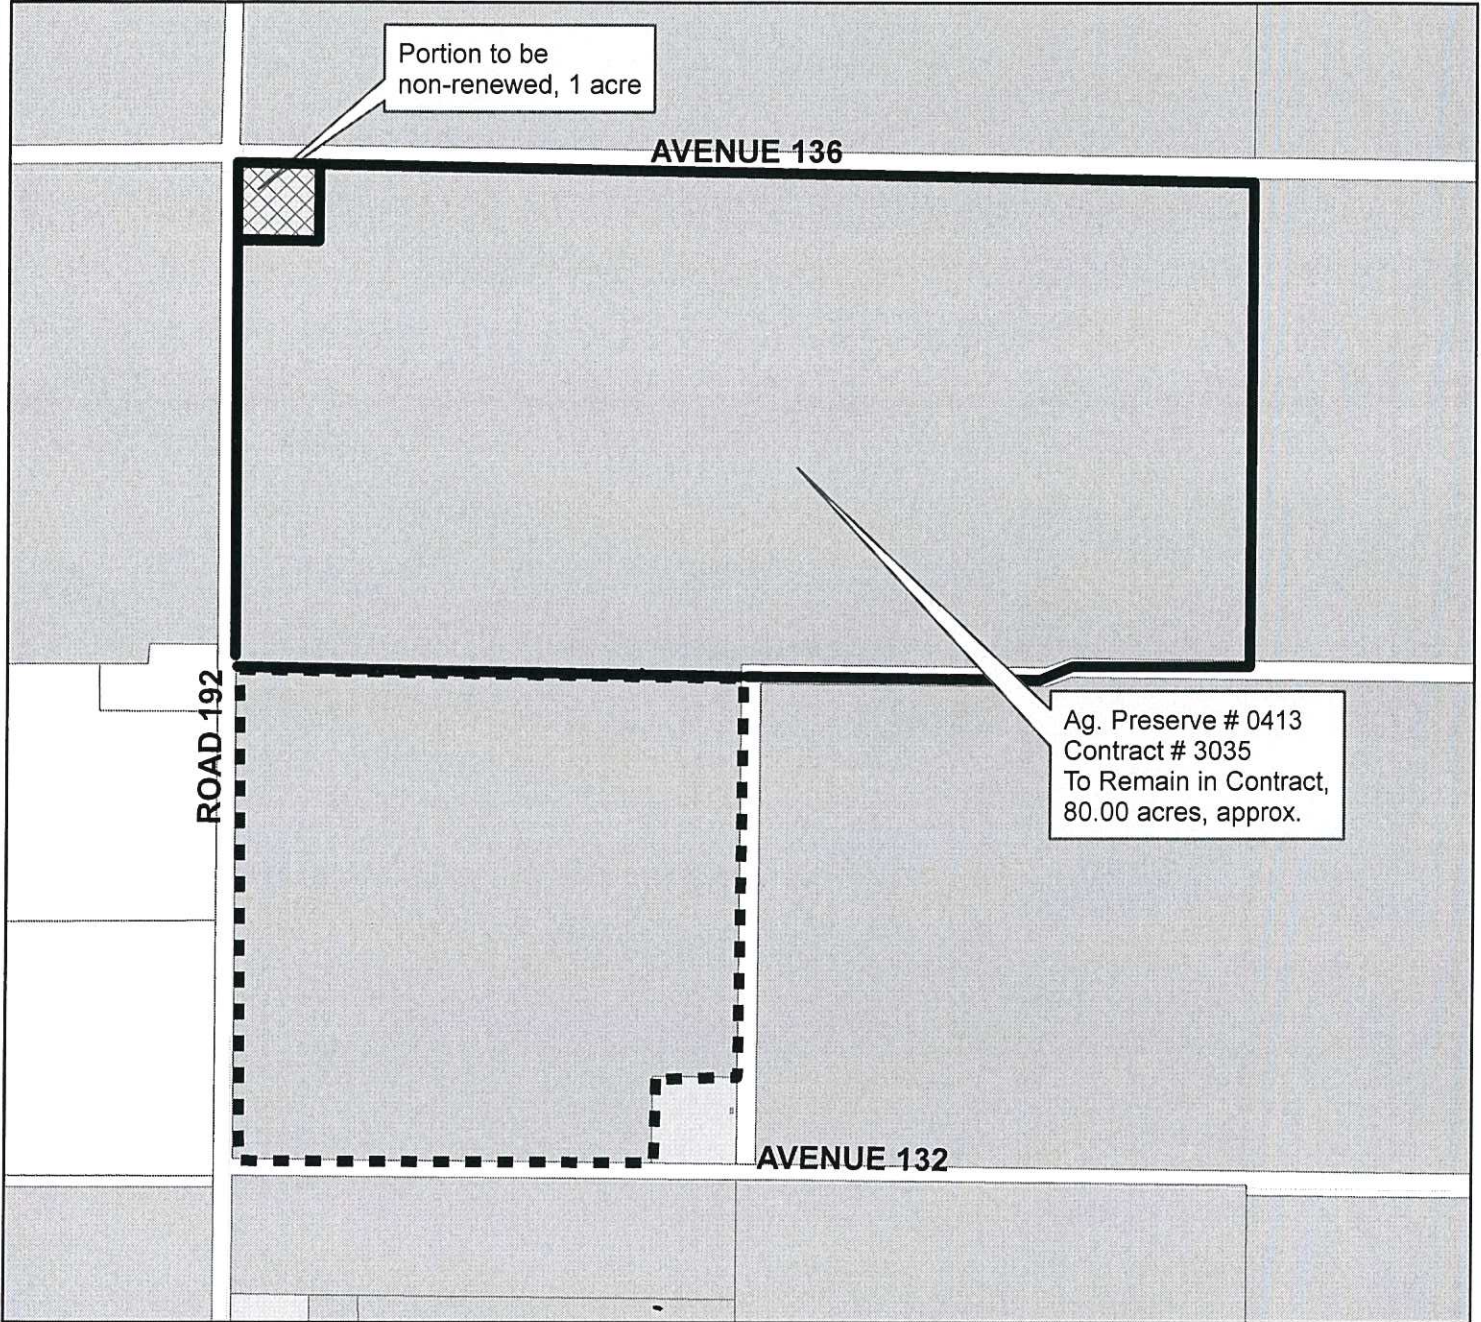 Portion to be
non-renewed, 1 acre
AVENUE 136
ROAD 192
Ag. Preserve # 0413
Contract # 3035
To Remain in Contract,
80.00 acres, approx.
AVENUE 132